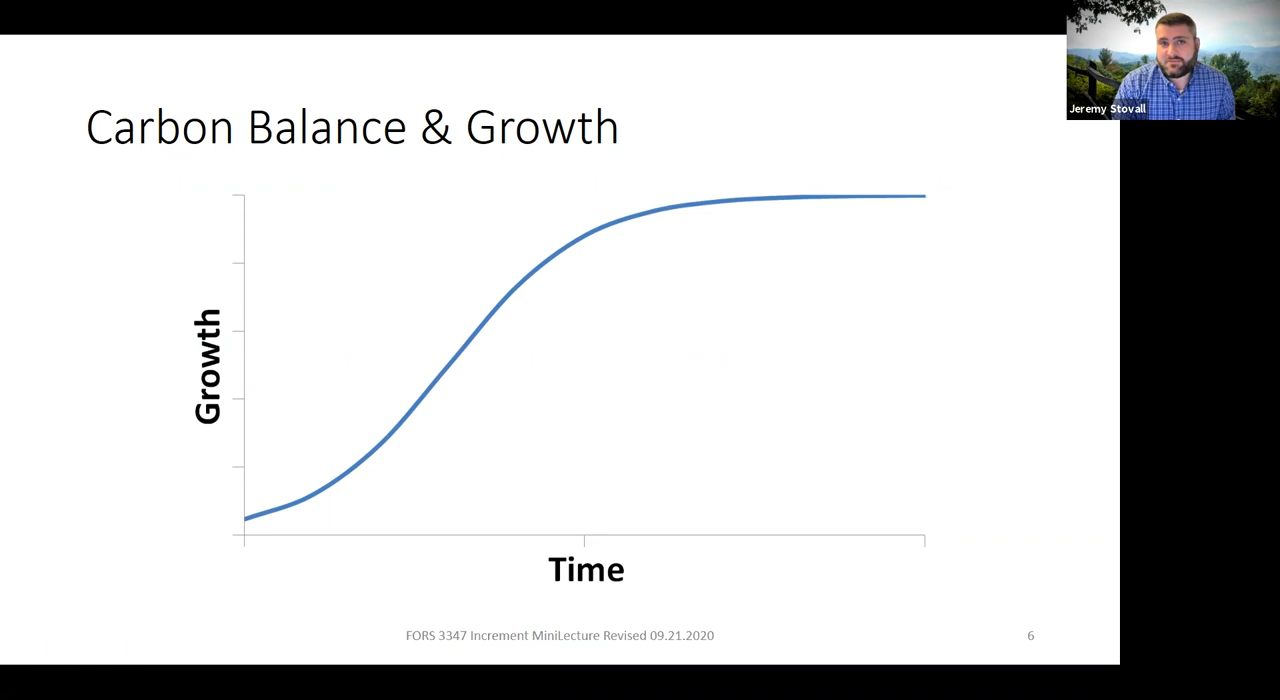 Jeremy Stovall
Carbon Balance & Growth
Growth
Time
FORS 3347 Increment MiniLecture Revised 09.21.2020
6